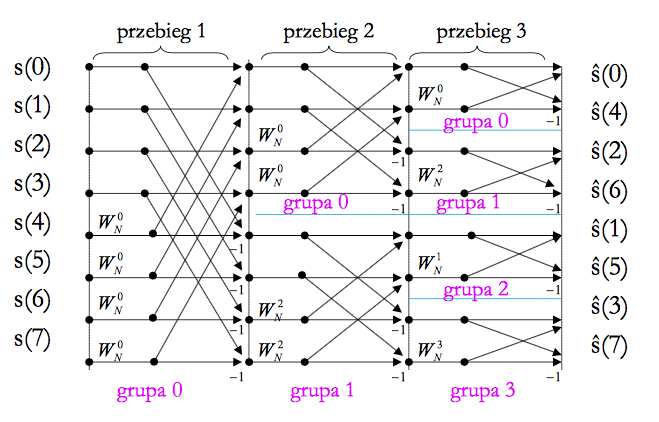 przebieg 1 przebieg 2 przebieg 3
s(0) ŝ(0)
W_N^0
s(1) ŝ(4)
W_N^0 grupa 0 −1
s(2) ŝ(2)
W_N^0 −1 W_N^2
s(3) ŝ(6)
grupa 0 −1 grupa 1 −1
s(4) W_N^0 ŝ(1)
−1 W_N^1
s(5) W_N^0 ŝ(5)
−1 grupa 2 −1
s(6) W_N^0 W_N^2 ŝ(3)
−1 −1
s(7) W_N^0 W_N^2 W_N^3 ŝ(7)
−1 −1 −1
grupa 0 grupa 1 grupa 3